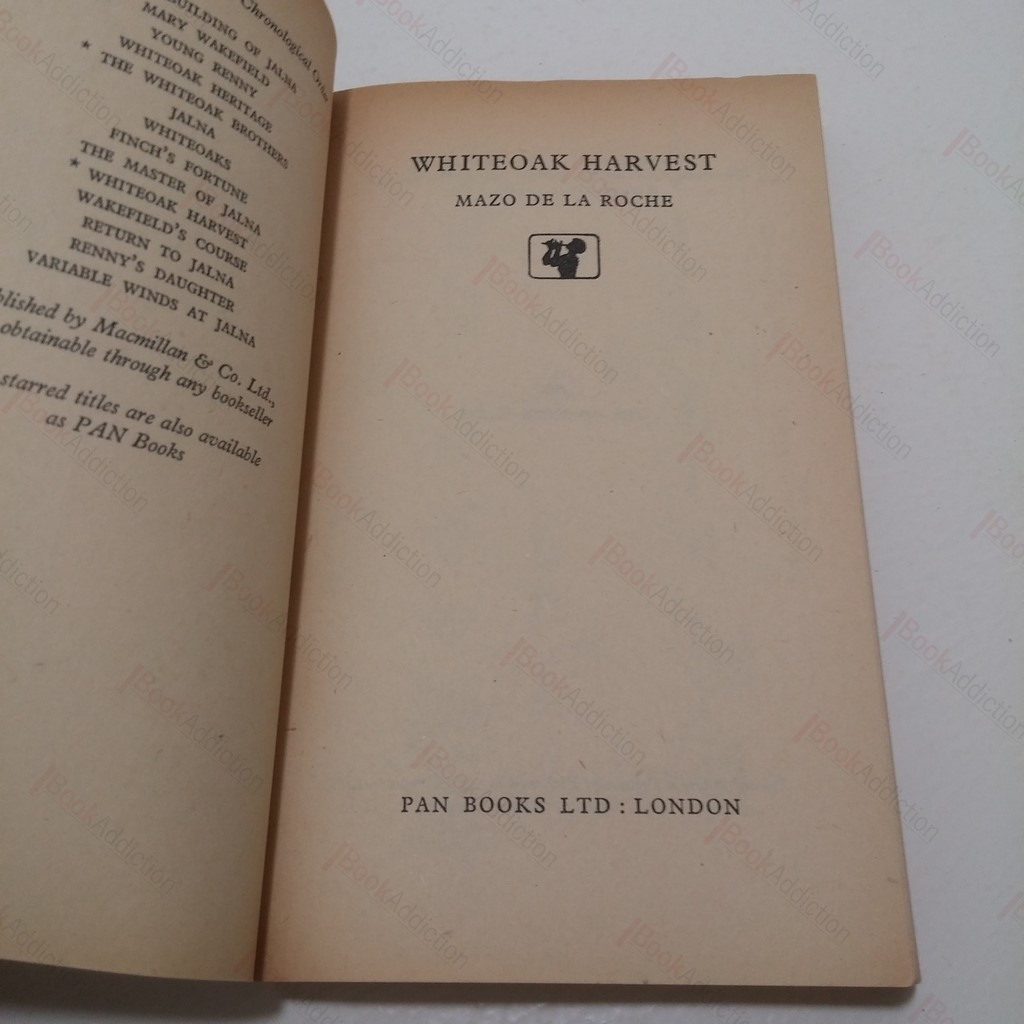 Chronological Order
BUILDING OF JALNA
MARY WAKEFIELD
YOUNG RENNY
WHITEOAK HERITAGE
* THE WHITEOAK BROTHERS
JALNA
WHITEOAKS
FINCH'S FORTUNE
THE MASTER OF JALNA
* WHITEOAK HARVEST
WAKEFIELD'S COURSE
RETURN TO JALNA
RENNY'S DAUGHTER
VARIABLE WINDS AT JALNA
by Macmillan & Co. Ltd.,
obtainable through any bookseller
starred titles are also available
as PAN Books
WHITEOAK HARVEST
MAZO DE LA ROCHE
PAN BOOKS LTD : LONDON
BookAddiction